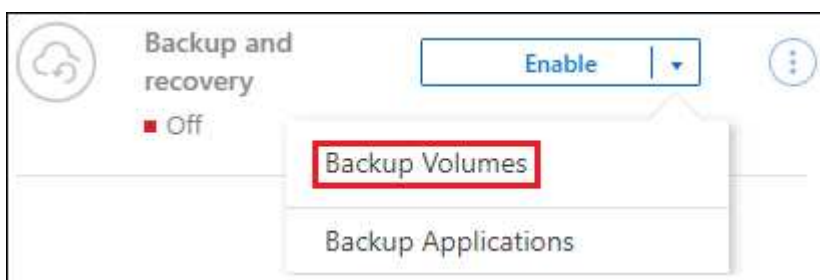 Backup and
recovery
Enable
Off
Backup Volumes
Backup Applications